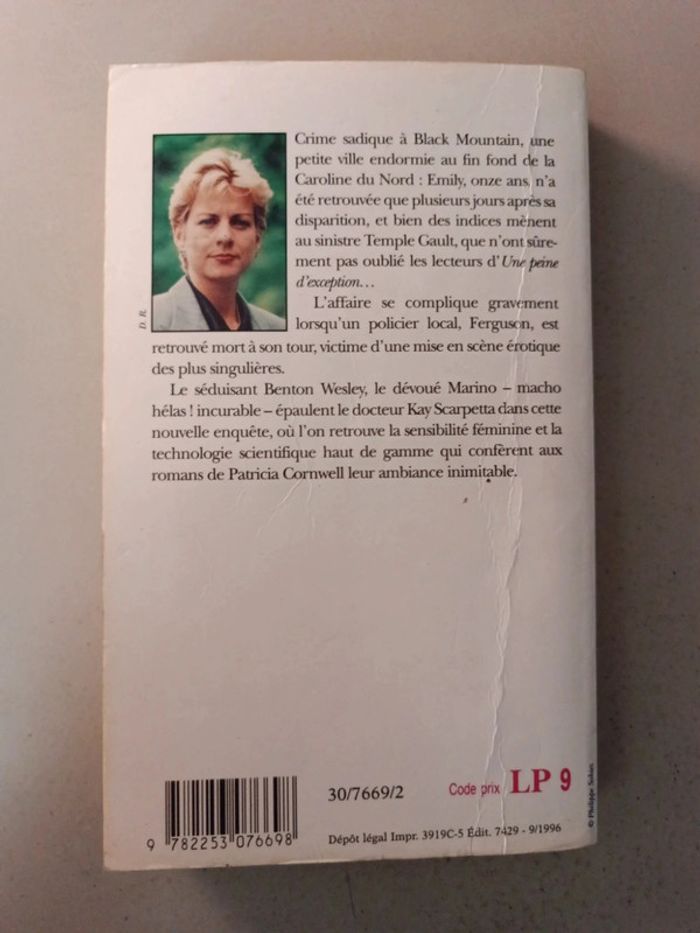 Crime sadique à Black Mountain, une
petite ville endormie au fin fond de la
Caroline du Nord : Emily, onze ans, n'a
été retrouvée que plusieurs jours après sa
disparition, et bien des indices mènent
au sinistre Temple Gault, que n'ont sûre-
ment pas oublié les lecteurs d'Une peine
d'exception...
L'affaire se complique gravement
lorsqu'un policier local, Ferguson, est
retrouvé mort à son tour, victime d'une mise en scène érotique
des plus singulières.
Le séduisant Benton Wesley, le dévoué Marino – macho
hélas ! incurable – épaulent le docteur Kay Scarpetta dans cette
nouvelle enquête, où l'on retrouve la sensibilité féminine et la
technologie scientifique haut de gamme qui confèrent aux
romans de Patricia Cornwell leur ambiance inimitable.
D. R.
30/7669/2
Code prix LP 9
9 782253 076698
Dépôt légal Impr. 3919C-5 Édit. 7429 - 9/1996
© Philippe